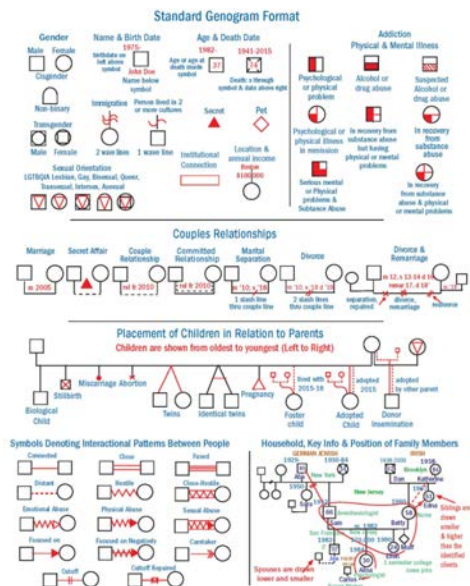 Standard Genogram Format
Gender
Male Female
Cisgender
Non-binary
Transgender
Male Female
Sexual Orientation
LGTBQIA Lesbian, Gay, Bisexual, Queer,
Transexual, Intersex, Asexual
Name & Birth Date
1975-
birthdate on
left above
symbol
John Doe
Name below
symbol
Immigration
Person lived in 2
or more cultures
2 wave lines
1 wave line
Age & Death Date
1982-
1941-2015
Age or age at
death inside
symbol
37
74
Death: x through
symbol & date above right
Secret
Pet
Institutional
Connection
Location &
annual income
$100,000
Addiction
Physical & Mental Illness
Psychological
or physical
problem
Alcohol or
drug abuse
Suspected
Alcohol or
drug abuse
Psychological or
physical illness
in remission
In recovery from
substance abuse
but having
physical or mental
problems
In recovery
from
substance
abuse
Serious mental
or Physical
problems &
Subtance Abuse
In recovery
from substance
abuse & physical
or mental problems
Couples Relationships
Marriage
m 2005
Secret Affair
Couple
Relationship
rel fr 2010
Committed
Relationship
rel fr 2010
Marital
Separation
m '10, s '18
1 slash line
thru couple line
Divorce
2 slash lines
thru couple line
Divorce &
Remarriage
separation,
repaired
divorce,
remarriage
Placement of Children in Relation to Parents
Children are shown from oldest to youngest (Left to Right)
Biological
Child
Stillbirth
Miscarriage
Abortion
Twins
Identical twins
Pregnancy
lived with
2015-18
Foster
child
adopted
2015
Adopted
Child
adopted
by other parent
Donor
Insemination
Symbols Denoting Interactional Patterns Between People
Connected
Close
Fused
Distant
Hostile
Close-Hostile
Emotional Abuse
Physical Abuse
Sexual Abuse
Focused on
Focused on Negatively
Caretaker
Cutoff
Cutoff Repaired
Household, Key Info & Position of Family Members
GERMAN JEWISH
IRISH
New York
Brooklyn
Dan
Katherine
New Jersey
Edna
Sam
Betty
San Francisco
Carlos
Siblings are
drawn
smaller
& higher
than the
identified
clients
Spouses are drawn
lower and smaller